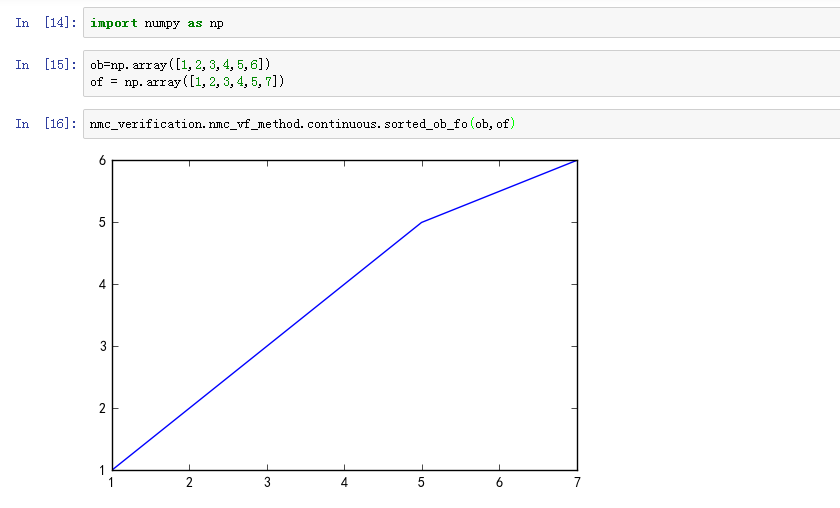 In [14]: import numpy as np
In [15]: ob=np.array([1,2,3,4,5,6])
of = np.array([1,2,3,4,5,7])
In [16]: nmc_verification.nmc_vf_method.continuous.sorted_ob_fo(ob,of)
6
5
4
3
2
1
1 2 3 4 5 6 7